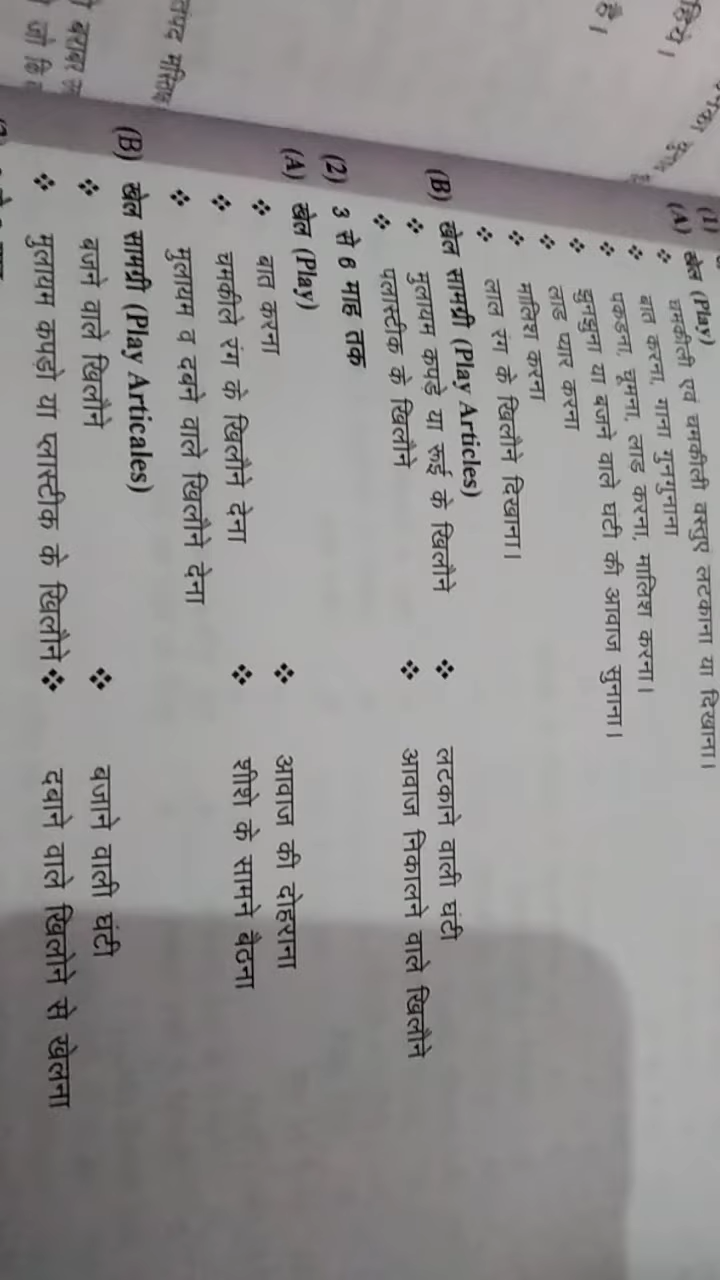 (1)
(A) खेल (Play)
❖ चमकीली एवं चमकीली वस्तुए लटकाना या दिखाना।
❖ बात करना, गाना गुनगुनाना
❖ पकडना, घुमना, लाड करना, मालिश करना।
❖ झुनझुना या बजने वाले घंटी की आवाज सुनाना।
❖ लाड प्यार करना
❖ मालिश करना
❖ लाल रंग के खिलौने दिखाना।
(B) खेल सामग्री (Play Articles)
❖ मुलायम कपड़े या रूई के खिलौने ❖ लटकाने वाली घंटी
❖ प्लास्टीक के खिलौने ❖ आवाज निकालने वाले खिलौने
(2) 3 से 6 माह तक
(A) खेल (Play)
❖ बात करना ❖ आवाज की दोहराना
❖ चमकीले रंग के खिलौने देना ❖ शीशे के सामने बैठना
❖ मुलायम व दबने वाले खिलौने देना
(B) खेल सामग्री (Play Articales)
❖ बजने वाले खिलौने ❖ बजाने वाली घंटी
❖ मुलायम कपडो या प्लास्टीक के खिलौने ❖ दबाने वाले खिलोने से खेलना